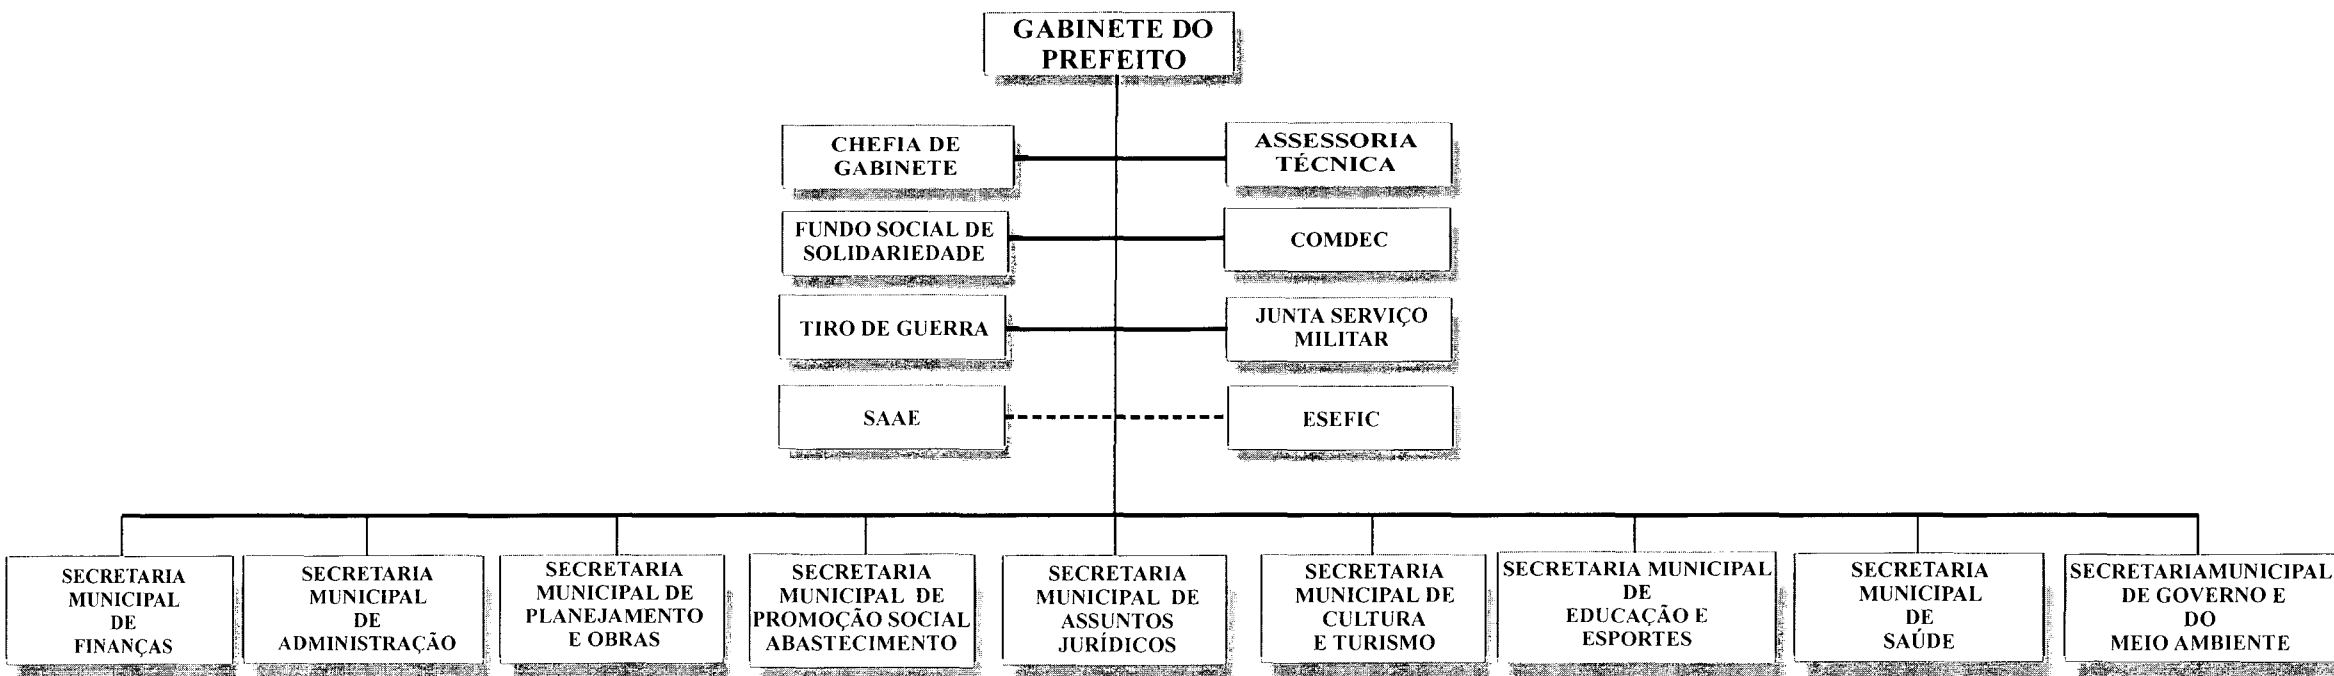 GABINETE DO
PREFEITO
CHEFIA DE
GABINETE
ASSESSORIA
TÉCNICA
FUNDO SOCIAL DE
SOLIDARIEDADE
COMDEC
TIRO DE GUERRA
JUNTA SERVIÇO
MILITAR
SAAE
ESEFIC
SECRETARIA
MUNICIPAL
DE
FINANÇAS
SECRETARIA
MUNICIPAL
DE
ADMINISTRAÇÃO
SECRETARIA
MUNICIPAL DE
PLANEJAMENTO
E OBRAS
SECRETARIA
MUNICIPAL DE
PROMOÇÃO SOCIAL
ABASTECIMENTO
SECRETARIA
MUNICIPAL DE
ASSUNTOS
JURÍDICOS
SECRETARIA
MUNICIPAL DE
CULTURA
E TURISMO
SECRETARIA MUNICIPAL
DE
EDUCAÇÃO E
ESPORTES
SECRETARIA
MUNICIPAL
DE
SAÚDE
SECRETARIAMUNICIPAL
DE GOVERNO E
DO
MEIO AMBIENTE